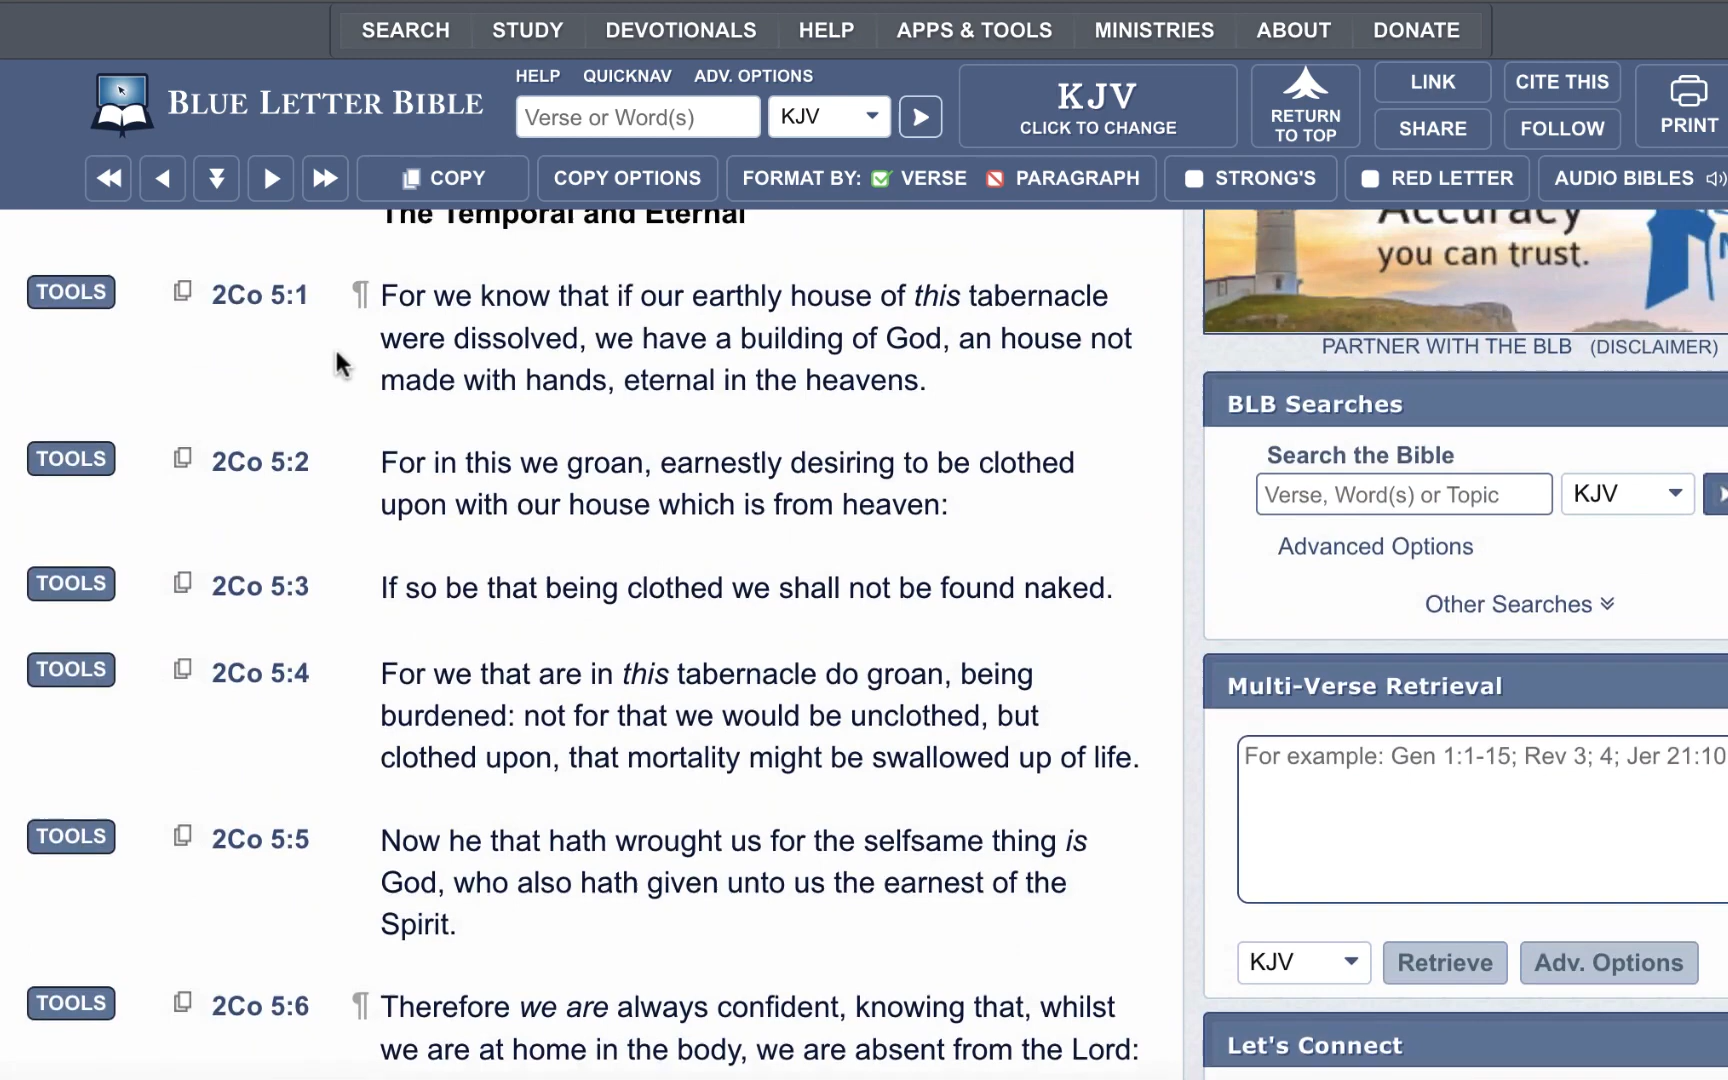 SEARCH STUDY DEVOTIONALS HELP APPS & TOOLS MINISTRIES ABOUT DONATE
BLUE LETTER BIBLE
HELP QUICKNAV ADV. OPTIONS
Verse or Word(s) KJV
KJV
CLICK TO CHANGE
RETURN
TO TOP
LINK CITE THIS
SHARE FOLLOW
PRINT
COPY COPY OPTIONS FORMAT BY: VERSE PARAGRAPH STRONG'S RED LETTER AUDIO BIBLES
The Temporal and Eternal
TOOLS 2Co 5:1 ¶ For we know that if our earthly house of this tabernacle
were dissolved, we have a building of God, an house not
made with hands, eternal in the heavens.
TOOLS 2Co 5:2 For in this we groan, earnestly desiring to be clothed
upon with our house which is from heaven:
TOOLS 2Co 5:3 If so be that being clothed we shall not be found naked.
TOOLS 2Co 5:4 For we that are in this tabernacle do groan, being
burdened: not for that we would be unclothed, but
clothed upon, that mortality might be swallowed up of life.
TOOLS 2Co 5:5 Now he that hath wrought us for the selfsame thing is
God, who also hath given unto us the earnest of the
Spirit.
TOOLS 2Co 5:6 ¶ Therefore we are always confident, knowing that, whilst
we are at home in the body, we are absent from the Lord:
Accuracy
you can trust.
PARTNER WITH THE BLB (DISCLAIMER)
BLB Searches
Search the Bible
Verse, Word(s) or Topic KJV
Advanced Options
Other Searches
Multi-Verse Retrieval
For example: Gen 1:1-15; Rev 3; 4; Jer 21:10
KJV Retrieve Adv. Options
Let's Connect